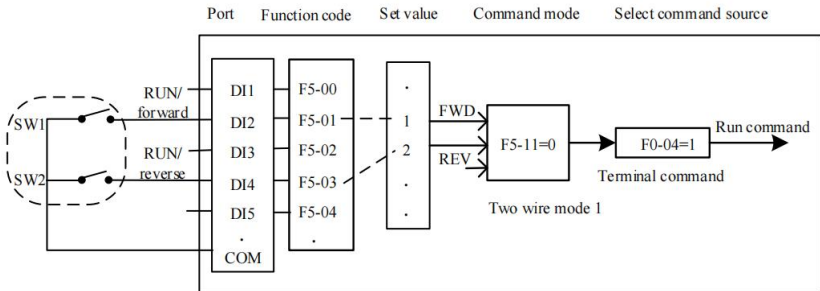 Port Function code Set value Command mode Select command source
RUN/
forward
SW1
RUN/
reverse
SW2
DI1
DI2
DI3
DI4
DI5
.
COM
F5-00
F5-01
F5-02
F5-03
F5-04
.
.
1
2
.
.
FWD
REV
F5-11=0
Two wire mode 1
F0-04=1
Terminal command
Run command